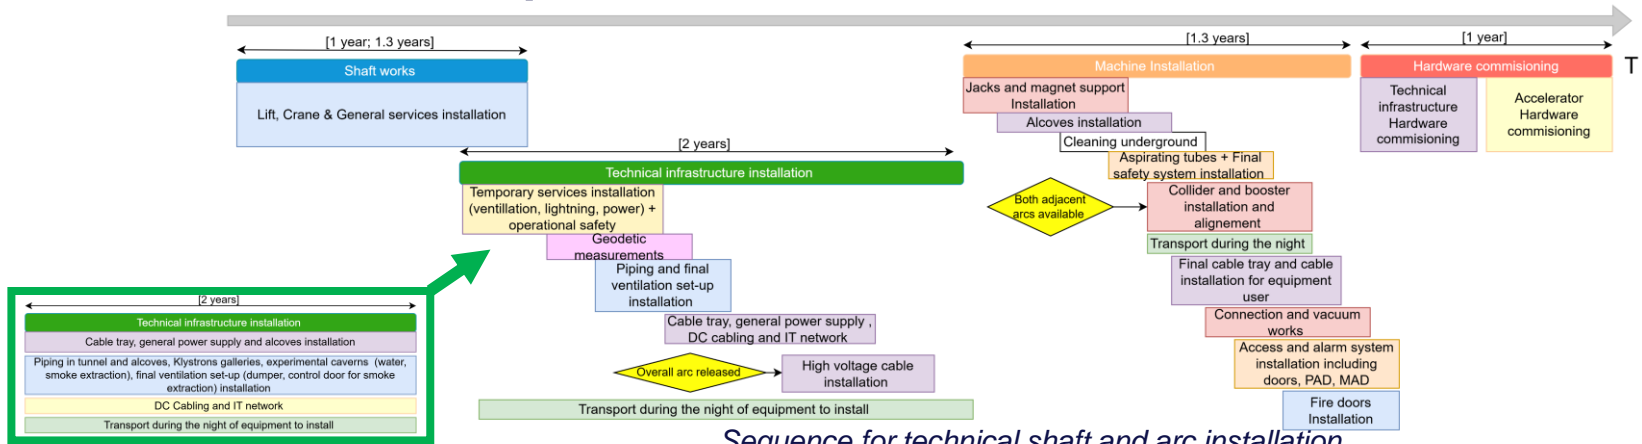 [1 year; 1.3 years]
Shaft works
Lift, Crane & General services installation
[1.3 years]
Machine Installation
[1 year]
Hardware commisioning
T
Jacks and magnet support
Installation
Alcoves installation
Cleaning underground
Aspirating tubes + Final
safety system installation
Both adjacent
arcs available
Collider and booster
installation and
alignement
Transport during the night
Final cable tray and cable
installation for equipment
user
Connection and vacuum
works
Access and alarm system
installation including
doors, PAD, MAD
Fire doors
Installation
Technical
infrastructure
Hardware
commisioning
Accelerator
Hardware
commisioning
[2 years]
Technical infrastructure installation
Temporary services installation
(ventillation, lightning, power) +
operational safety
Geodetic
measurements
Piping and final
ventilation set-up
installation
Cable tray, general power supply ,
DC cabling and IT network
Overall arc released
High voltage cable
installation
Transport during the night of equipment to install
[2 years]
Technical infrastructure installation
Cable tray, general power supply and alcoves installation
Piping in tunnel and alcoves, Klystrons galleries, experimental caverns (water,
smoke extraction), final ventilation set-up (dumper, control door for smoke
extraction) installation
DC Cabling and IT network
Transport during the night of equipment to install
Sequence for technical shaft and arc installation